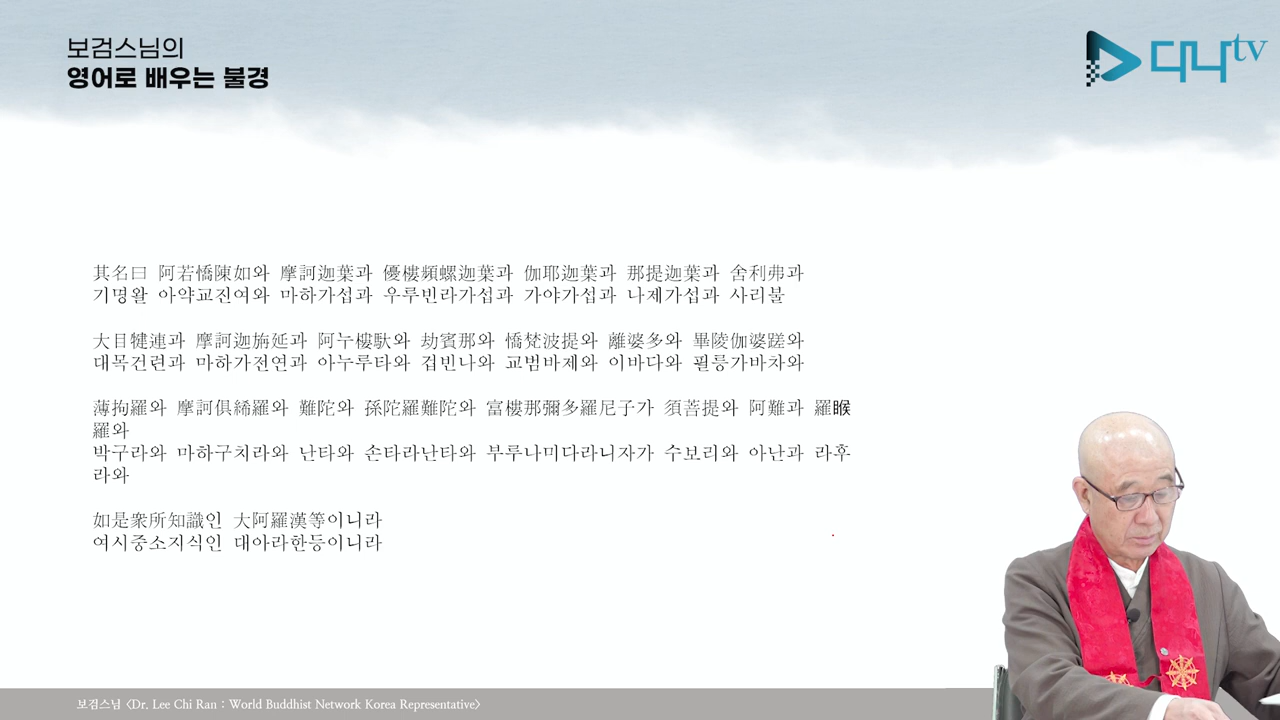 보검스님의
영어로 배우는 불경
다나tv
其名曰 阿若憍陳如와 摩訶迦葉과 優樓頻螺迦葉과 伽耶迦葉과 那提迦葉과 舍利弗과
기명왈 아약교진여와 마하가섭과 우루빈라가섭과 가야가섭과 나제가섭과 사리불
大目犍連과 摩訶迦旃延과 阿누樓馱와 劫賓那와 憍梵波提와 離婆多와 畢陵伽婆蹉와
대목건련과 마하가전연과 아누루타와 겁빈나와 교범바제와 이바다와 필릉가바차와
薄拘羅와 摩訶俱絺羅와 難陀와 孫陀羅難陀와 富樓那彌多羅尼子가 須菩提와 阿難과 羅睺
羅와
박구라와 마하구치라와 난타와 손타라난타와 부루나미다라니자가 수보리와 아난과 라후
라와
如是衆所知識인 大阿羅漢等이니라
여시중소지식인 대아라한등이니라
보검스님 <Dr. Lee Chi Ran : World Buddhist Network Korea Representative>